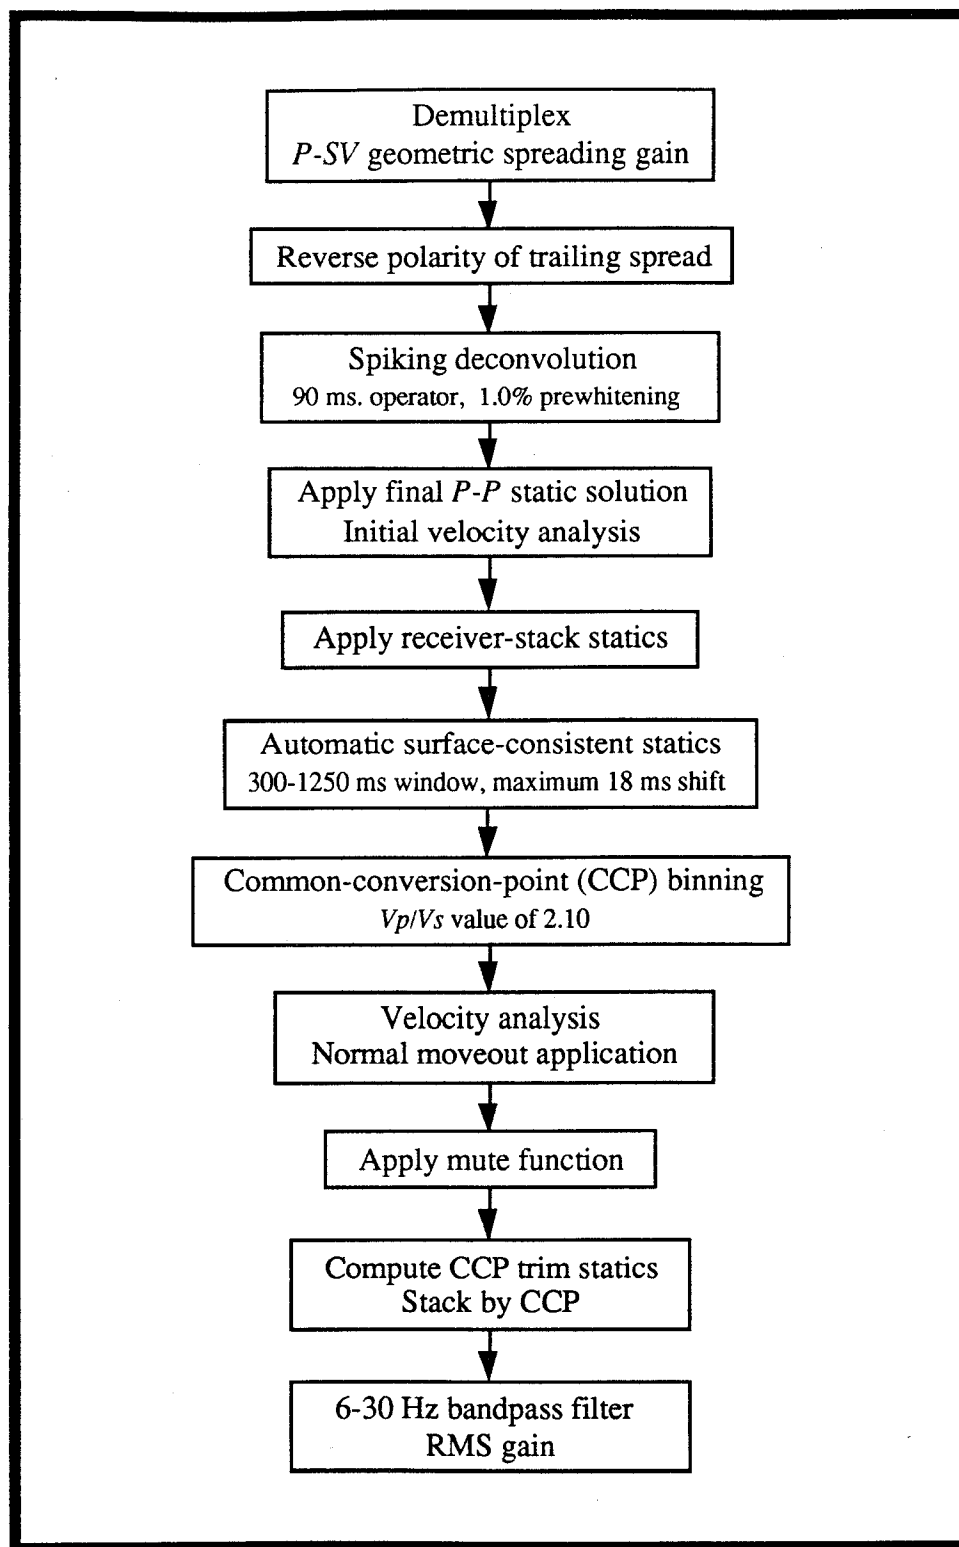 Demultiplex
P-SV geometric spreading gain
Reverse polarity of trailing spread
Spiking deconvolution
90 ms. operator, 1.0% prewhitening
Apply final P-P static solution
Initial velocity analysis
Apply receiver-stack statics
Automatic surface-consistent statics
300-1250 ms window, maximum 18 ms shift
Common-conversion-point (CCP) binning
Vp/Vs value of 2.10
Velocity analysis
Normal moveout application
Apply mute function
Compute CCP trim statics
Stack by CCP
6-30 Hz bandpass filter
RMS gain